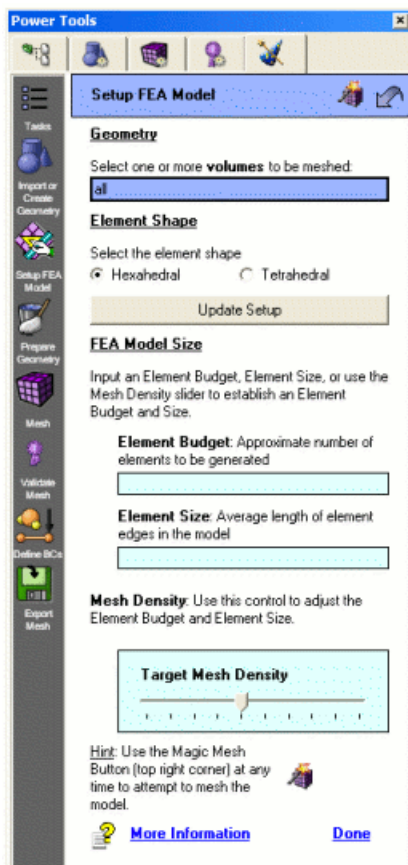 Power Tools
Setup FEA Model
Tasks
Import or
Create
Geometry
Setup FEA
Model
Prepare
Geometry
Mesh
Validate
Mesh
Define BCs
Export
Mesh
Geometry
Select one or more volumes to be meshed:
all
Element Shape
Select the element shape
Hexahedral
Tetrahedral
Update Setup
FEA Model Size
Input an Element Budget, Element Size, or use the
Mesh Density slider to establish an Element
Budget and Size.
Element Budget: Approximate number of
elements to be generated
Element Size: Average length of element
edges in the model
Mesh Density: Use this control to adjust the
Element Budget and Element Size.
Target Mesh Density
Hint: Use the Magic Mesh
Button (top right corner) at any
time to attempt to mesh the
model.
More Information
Done